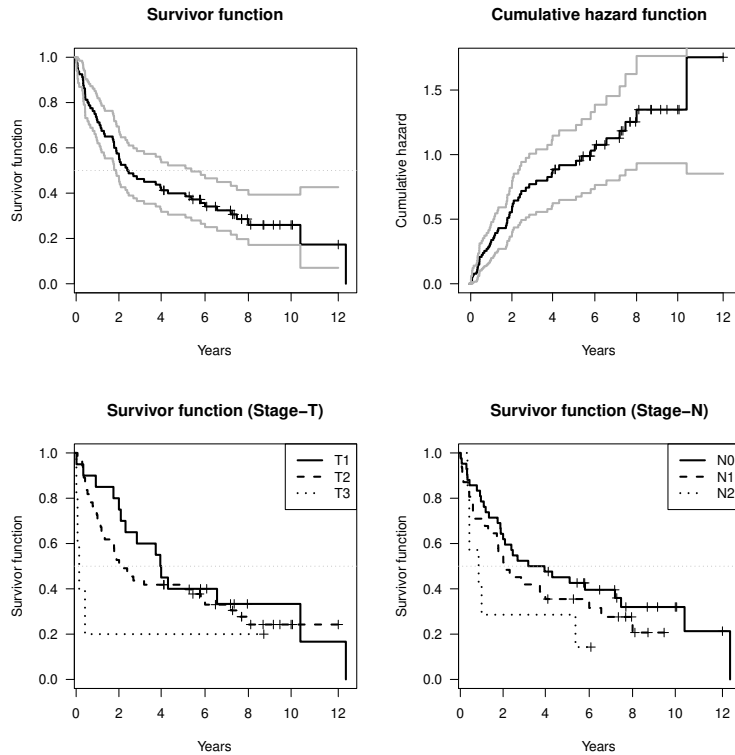 Survivor function
Cumulative hazard function
Survivor function
1.0
0.8
0.6
0.4
0.2
0.0
0 2 4 6 8 10 12
Years
Cumulative hazard
1.5
1.0
0.5
0.0
0 2 4 6 8 10 12
Years
Survivor function (Stage−T)
Survivor function (Stage−N)
Survivor function
1.0
0.8
0.6
0.4
0.2
0.0
T1
T2
T3
0 2 4 6 8 10 12
Years
Survivor function
1.0
0.8
0.6
0.4
0.2
0.0
N0
N1
N2
0 2 4 6 8 10 12
Years